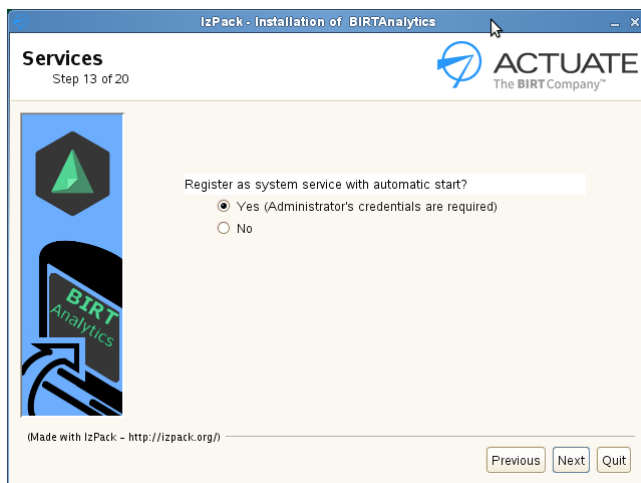 IzPack - Installation of BIRTAnalytics
Services
Step 13 of 20
ACTUATE
The BIRT Company™
Register as system service with automatic start?
Yes (Administrator's credentials are required)
No
BIRT
Analytics
(Made with IzPack - http://izpack.org/)
Previous
Next
Quit